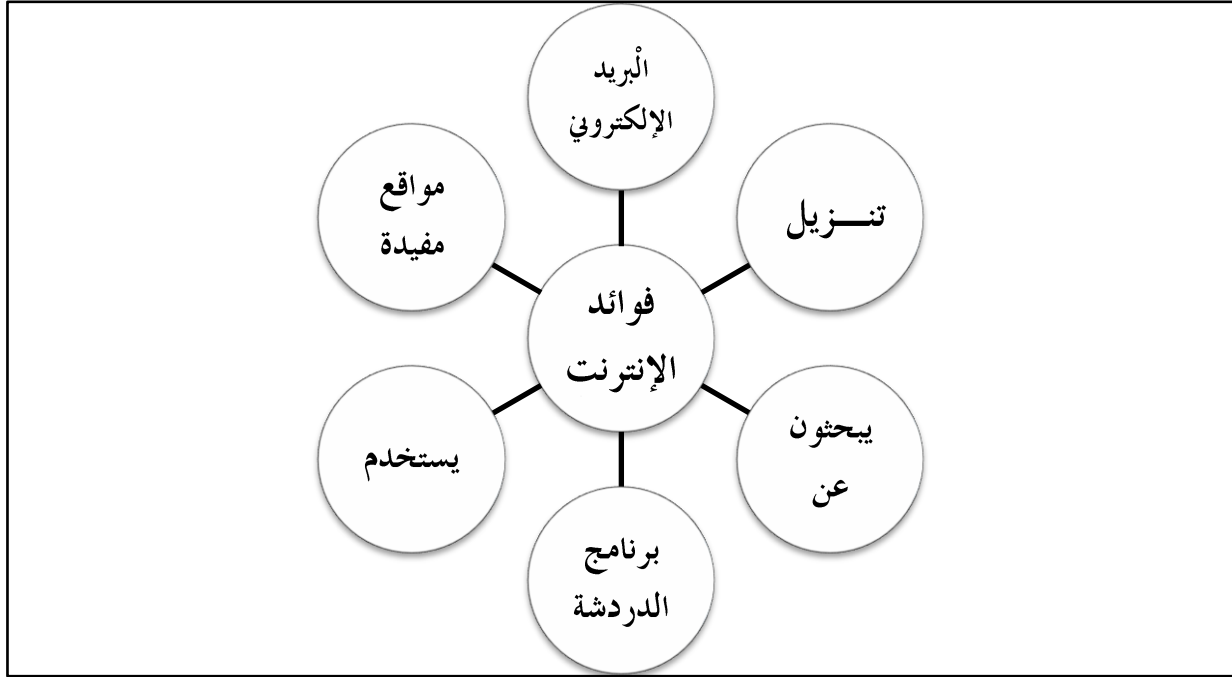 الْبريد
الإلكتروني
تنـــزيل
مواقع
مفيدة
فوائد
الإنترنت
يبحثون
عن
يستخدم
برنامج
الدردشة